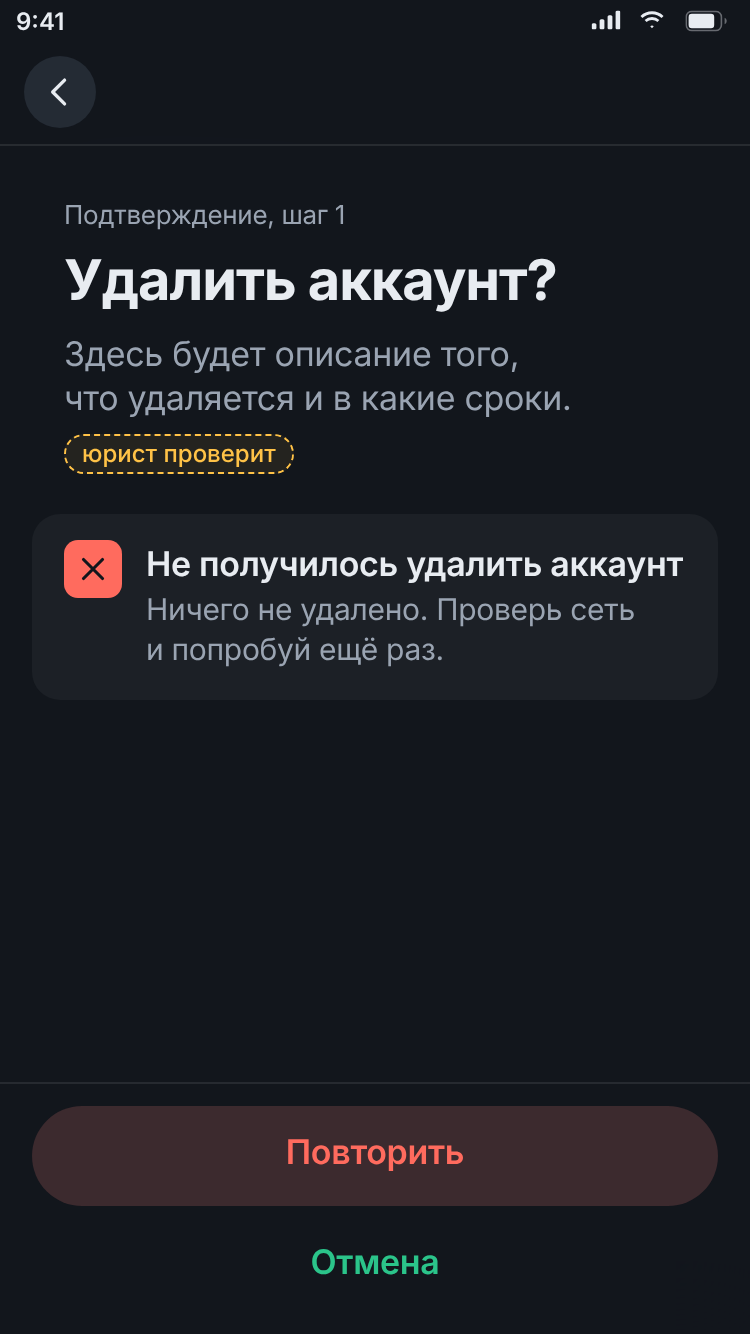 9:41
Подтверждение, шаг 1
Удалить аккаунт?
Здесь будет описание того,
что удаляется и в какие сроки.
юрист проверит
Не получилось удалить аккаунт
Ничего не удалено. Проверь сеть
и попробуй ещё раз.
Повторить
Отмена